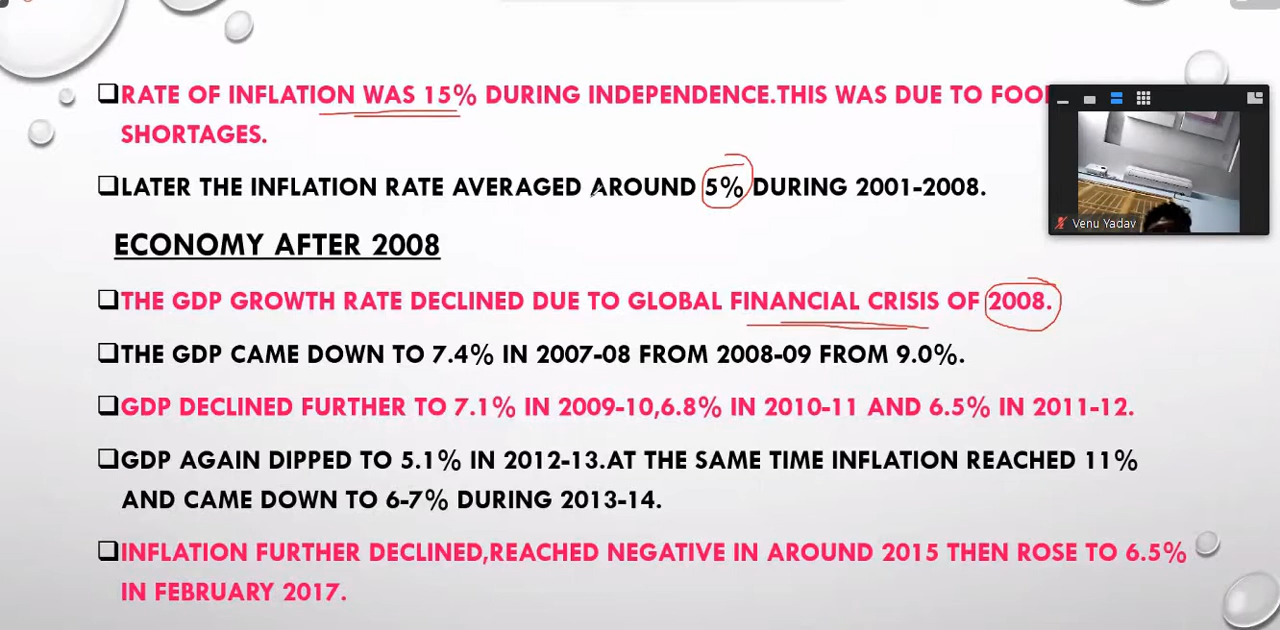 RATE OF INFLATION WAS 15% DURING INDEPENDENCE.THIS WAS DUE TO
SHORTAGES.
LATER THE INFLATION RATE AVERAGED AROUND 5% DURING 2001-2008.
ECONOMY AFTER 2008
THE GDP GROWTH RATE DECLINED DUE TO GLOBAL FINANCIAL CRISIS OF 2008.
THE GDP CAME DOWN TO 7.4% IN 2007-08 FROM 2008-09 FROM 9.0%.
GDP DECLINED FURTHER TO 7.1% IN 2009-10,6.8% IN 2010-11 AND 6.5% IN 2011-12.
GDP AGAIN DIPPED TO 5.1% IN 2012-13.AT THE SAME TIME INFLATION REACHED 11%
AND CAME DOWN TO 6-7% DURING 2013-14.
INFLATION FURTHER DECLINED,REACHED NEGATIVE IN AROUND 2015 THEN ROSE TO 6.5%
IN FEBRUARY 2017.
Venu Yadav